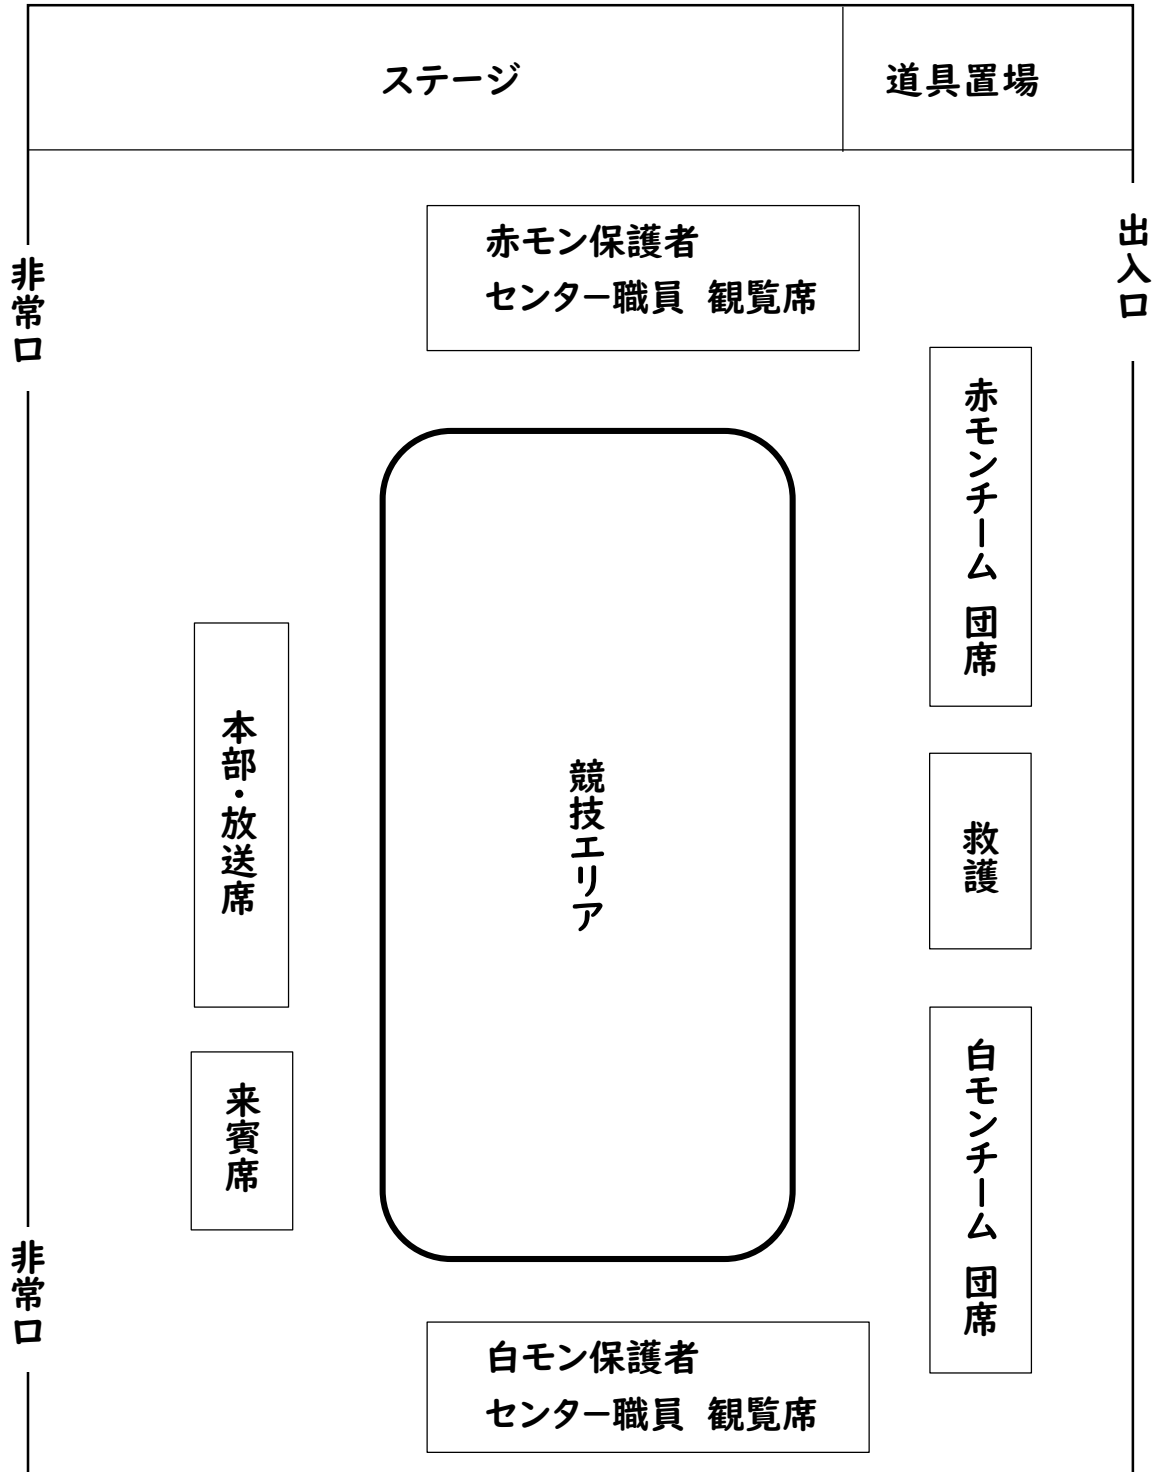 ステージ
道具置場
赤モン保護者
センター職員 観覧席
出入口
非常口
赤モンチーム 団席
本部・放送席
競技エリア
救護
来賓席
白モンチーム 団席
非常口
白モン保護者
センター職員 観覧席